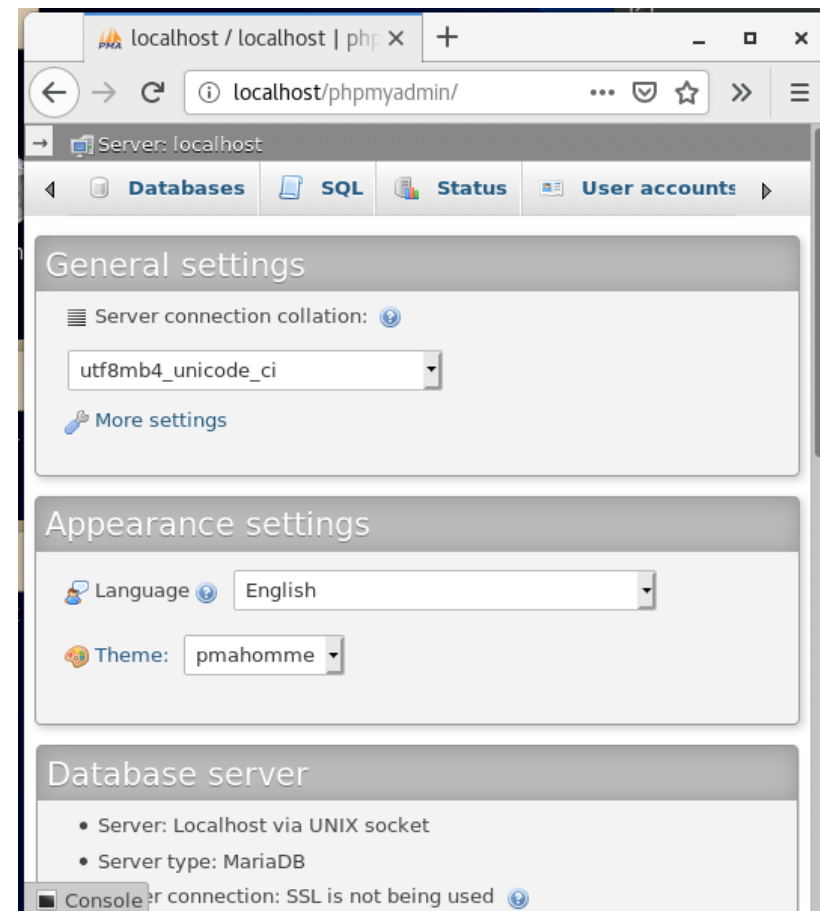 localhost / localhost | php
localhost/phpmyadmin/
Server: localhost
Databases SQL Status User accounts
General settings
Server connection collation:
utf8mb4_unicode_ci
More settings
Appearance settings
Language English
Theme: pmahomme
Database server
Server: Localhost via UNIX socket
Server type: MariaDB
Console r connection: SSL is not being used